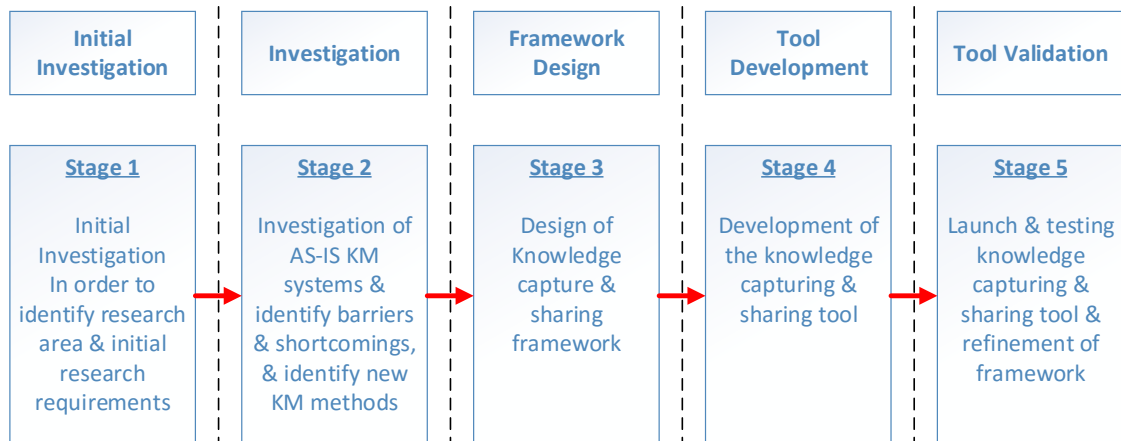 Initial
Investigation
Investigation
Framework
Design
Tool
Development
Tool Validation
Stage 1
Initial
Investigation
In order to
identify research
area & initial
research
requirements
Stage 2
Investigation of
AS-IS KM
systems &
identify barriers
& shortcomings,
& identify new
KM methods
Stage 3
Design of
Knowledge
capture &
sharing
framework
Stage 4
Development of
the knowledge
capturing &
sharing tool
Stage 5
Launch & testing
knowledge
capturing &
sharing tool &
refinement of
framework